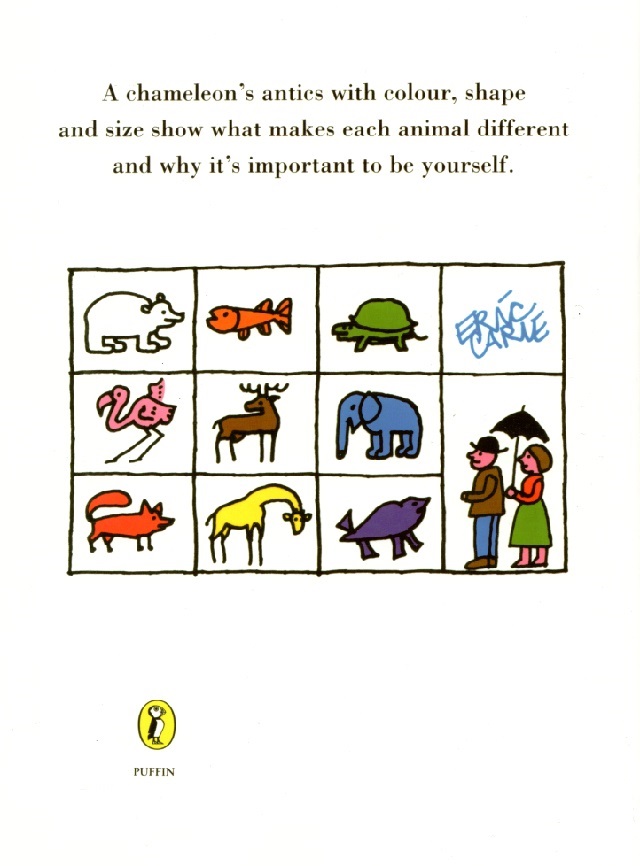 A chameleon's antics with colour, shape
and size show what makes each animal different
and why it's important to be yourself.
ERIC
CARLE
PUFFIN